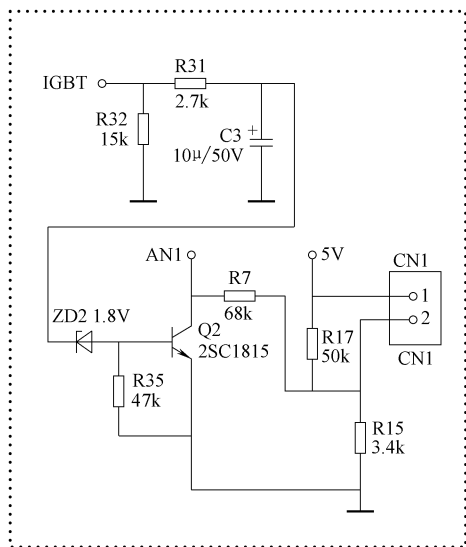 IGBT
R31
2.7k
R32
15k
C3 +
10μ/50V
AN1
5V
CN1
R7
68k
1
2
ZD2 1.8V
Q2
2SC1815
R17
50k
CN1
R35
47k
R15
3.4k